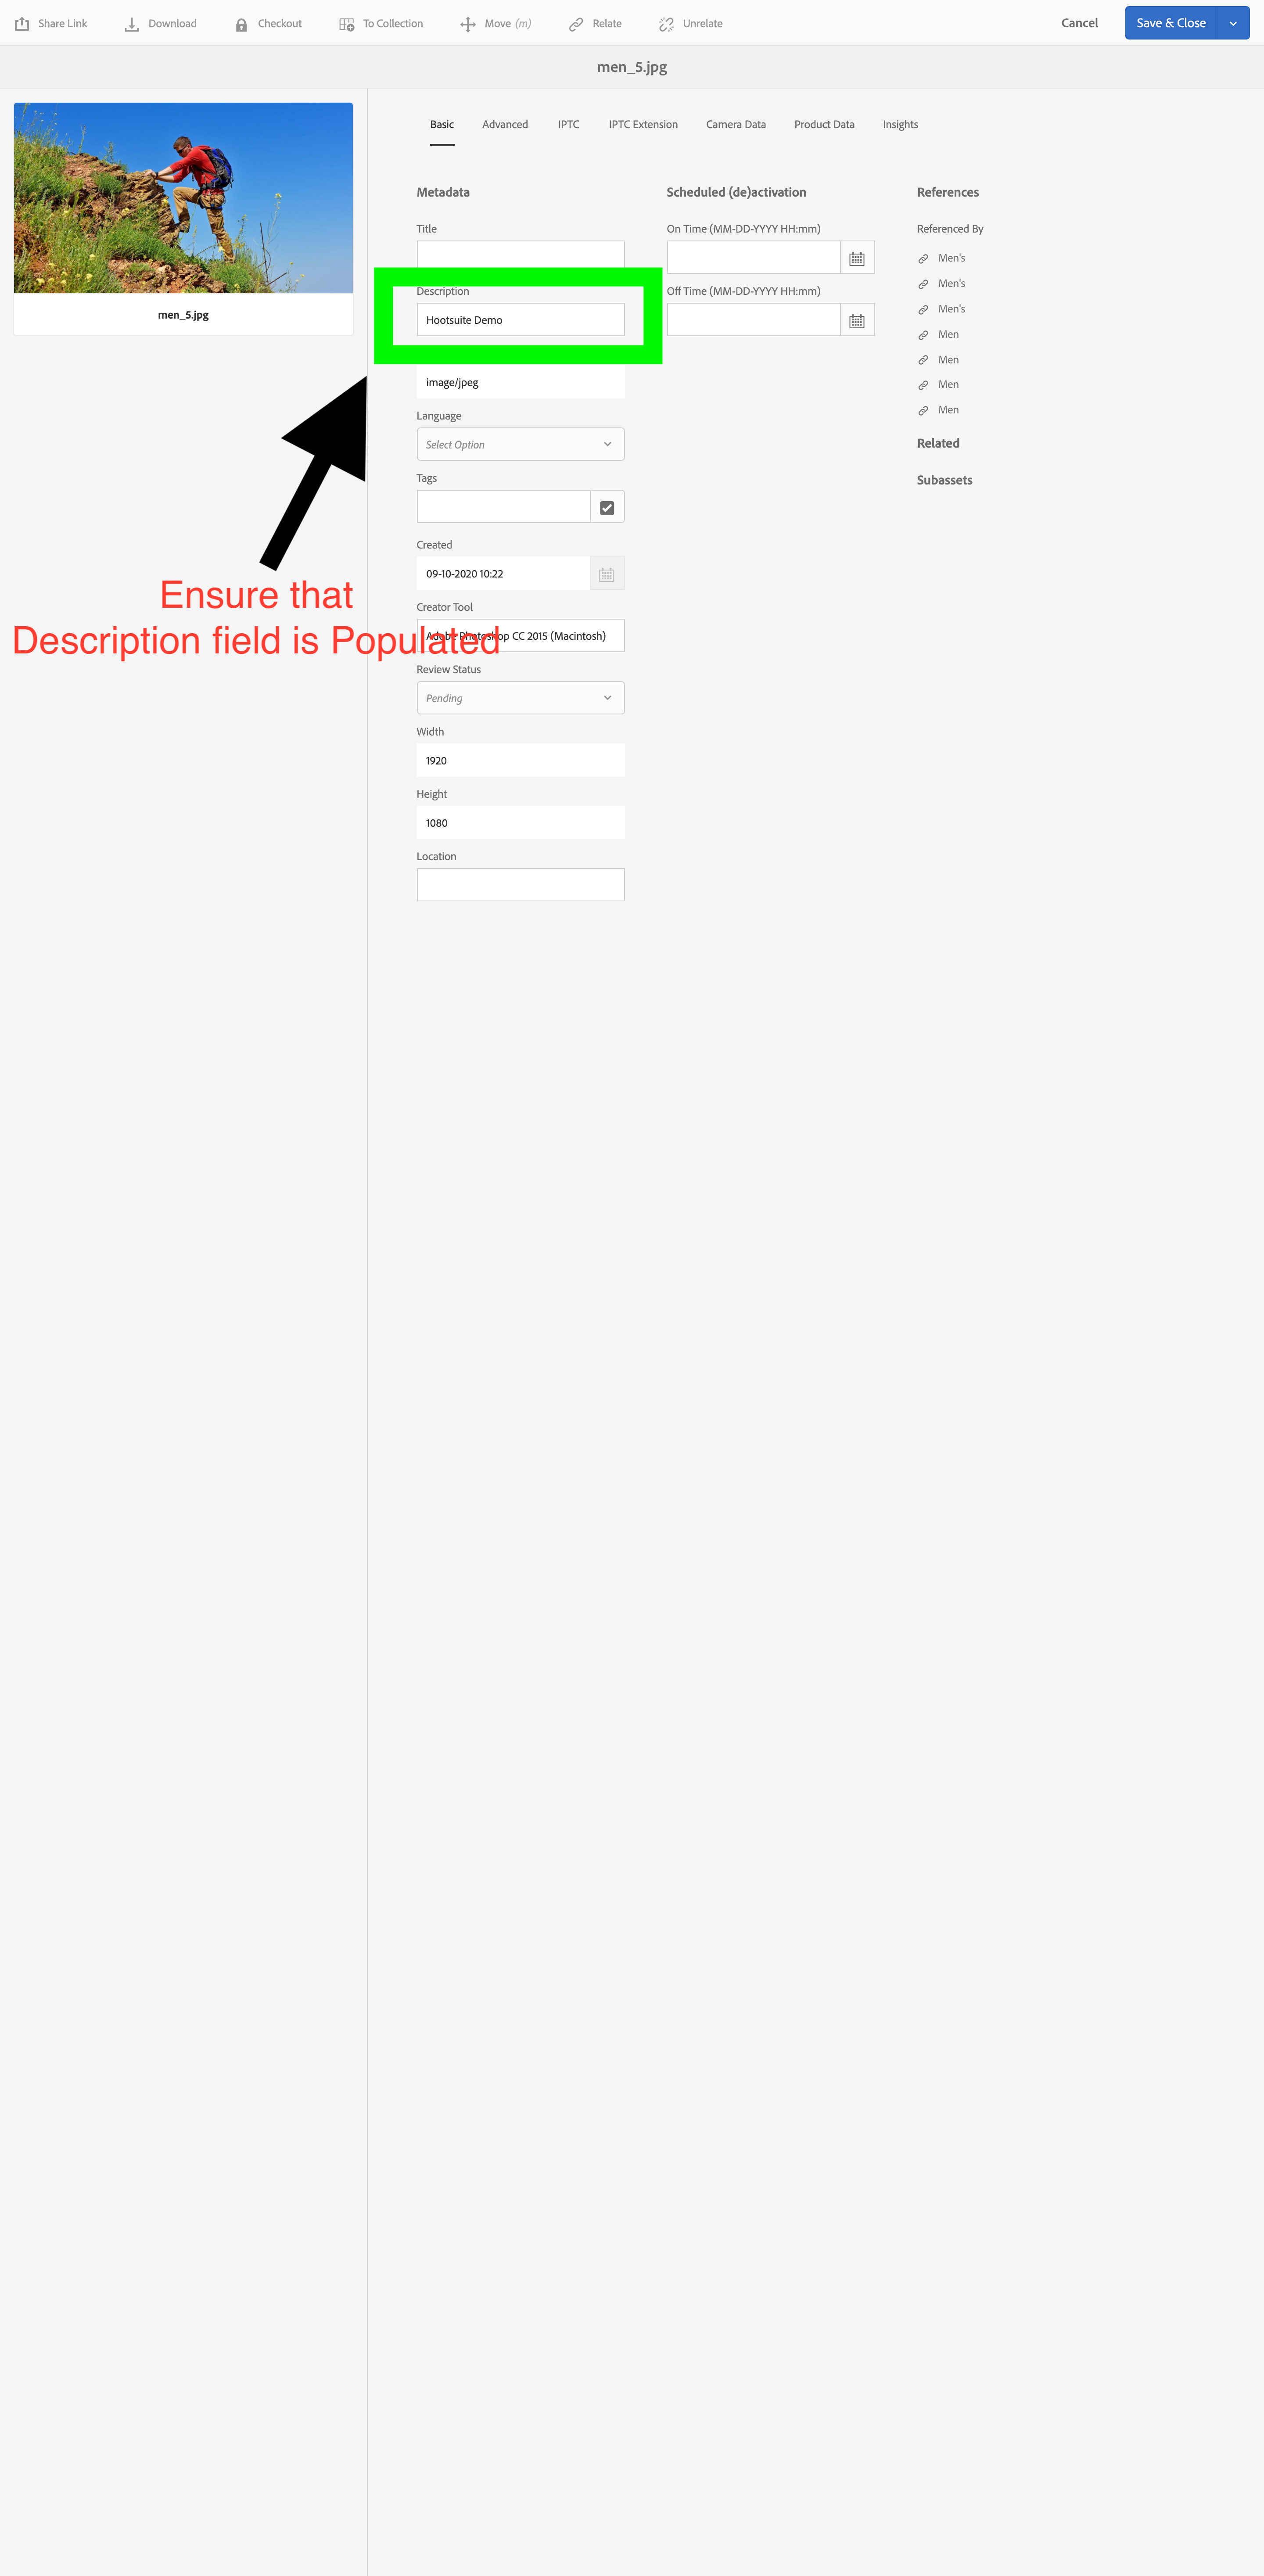 Share Link Download Checkout To Collection Move (m) Relate Unrelate Cancel Save & Close
men_5.jpg
men_5.jpg
Basic Advanced IPTC IPTC Extension Camera Data Product Data Insights
Metadata
Title
Description
Hootsuite Demo
image/jpeg
Language
Select Option
Tags
Created
09-10-2020 10:22
Creator Tool
Adobe Photoshop CC 2015 (Macintosh)
Review Status
Pending
Width
1920
Height
1080
Location
Scheduled (de)activation
On Time (MM-DD-YYYY HH:mm)
Off Time (MM-DD-YYYY HH:mm)
References
Referenced By
Men's
Men's
Men's
Men
Men
Men
Men
Related
Subassets
Ensure that
Description field is Populated